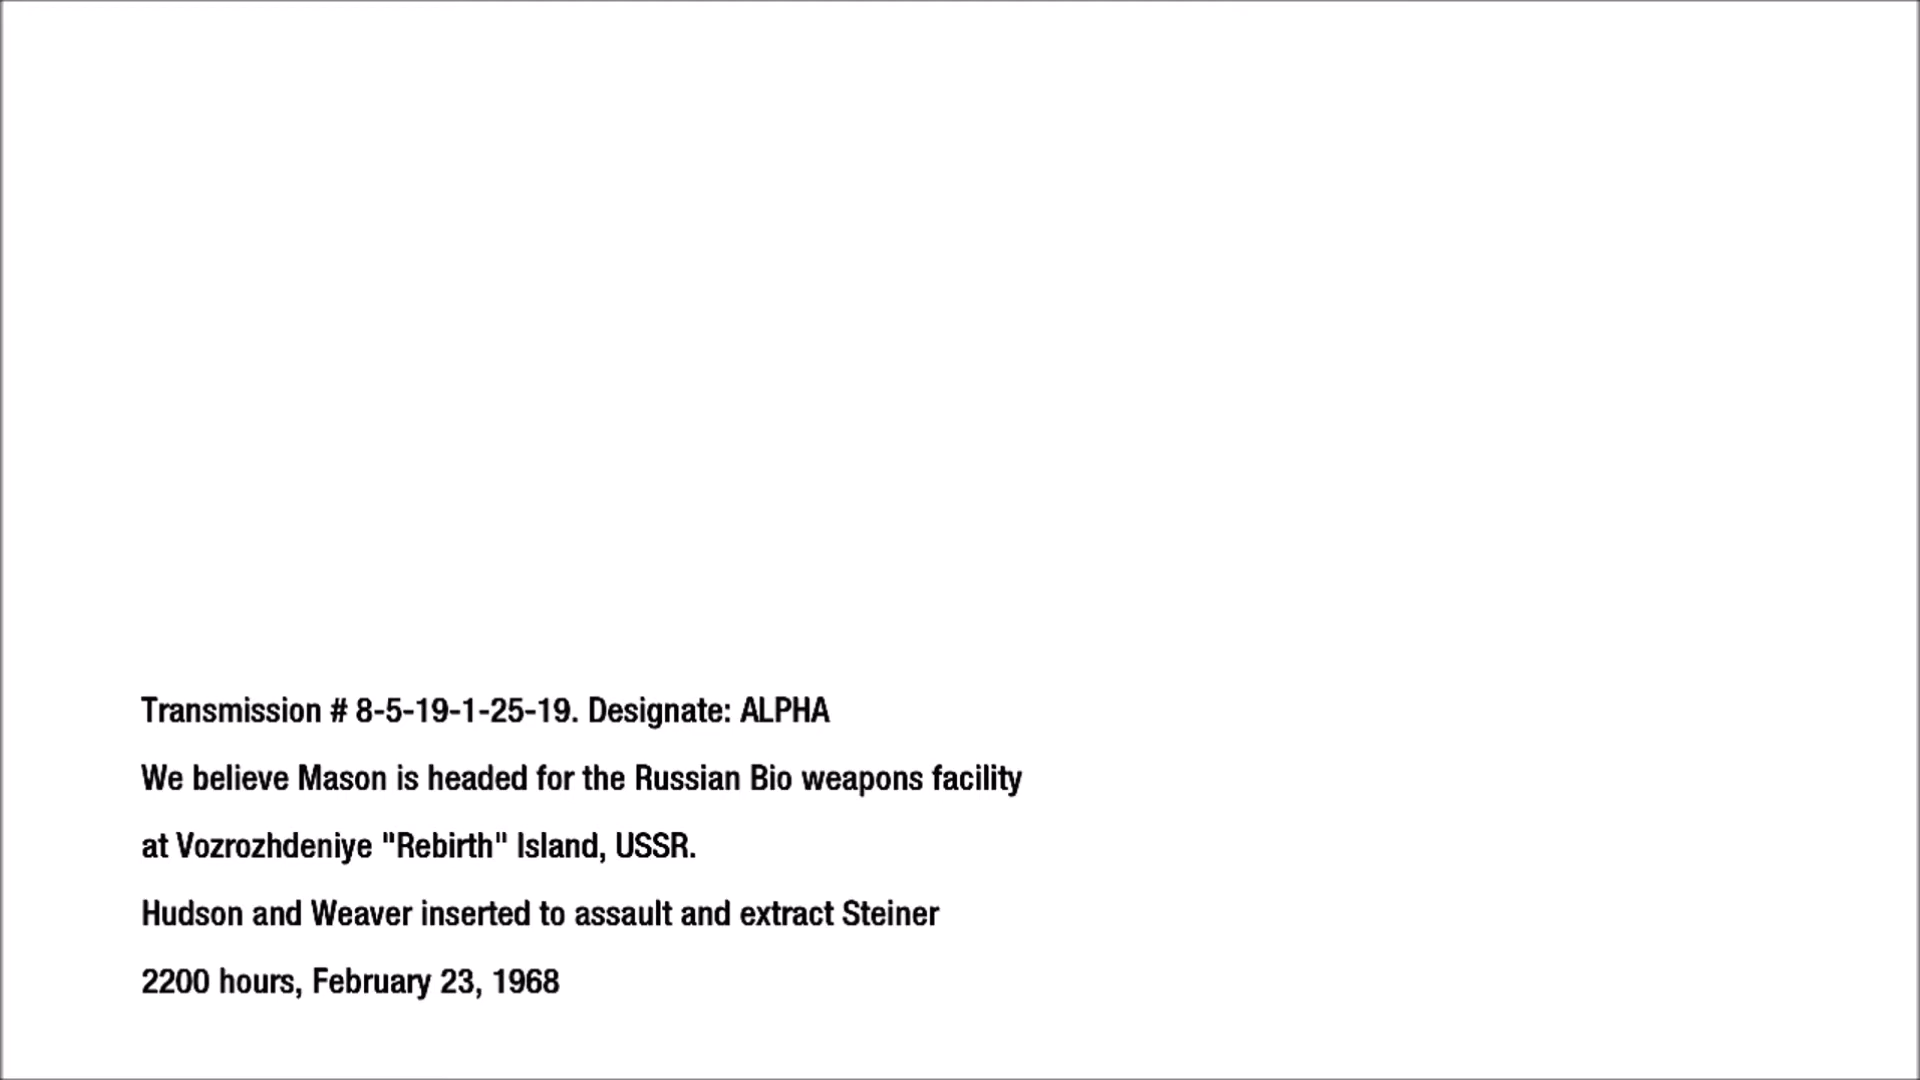 Transmission # 8-5-19-1-25-19. Designate: ALPHA
We believe Mason is headed for the Russian Bio weapons facility
at Vozrozhdeniye "Rebirth" Island, USSR.
Hudson and Weaver inserted to assault and extract Steiner
2200 hours, February 23, 1968